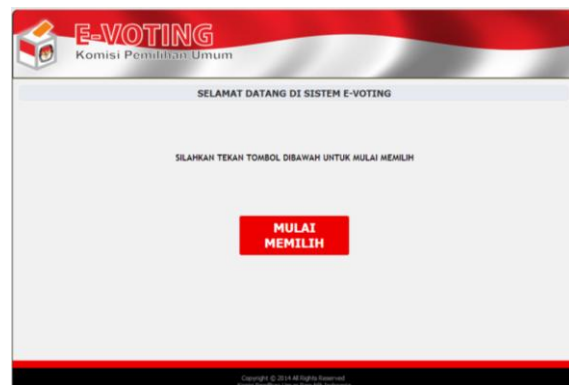 E-VOTING
Komisi Pemilihan Umum
SELAMAT DATANG DI SISTEM E-VOTING
SILAHKAN TEKAN TOMBOL DIBAWAH UNTUK MULAI MEMILIH
MULAI
MEMILIH
Copyright © 2014 All Rights Reserved